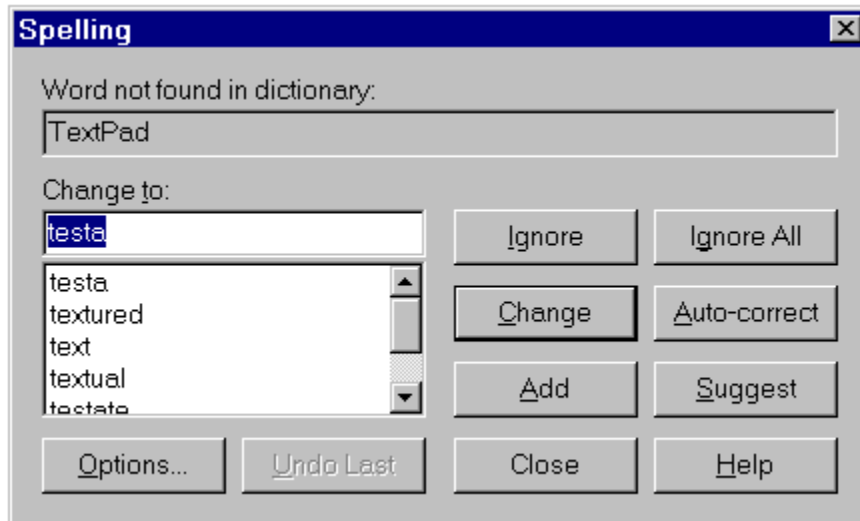 Spelling
Word not found in dictionary:
TextPad
Change to:
testa
Ignore
Ignore All
testa
textured
text
textual
testate
Change
Auto-correct
Add
Suggest
Options...
Undo Last
Close
Help